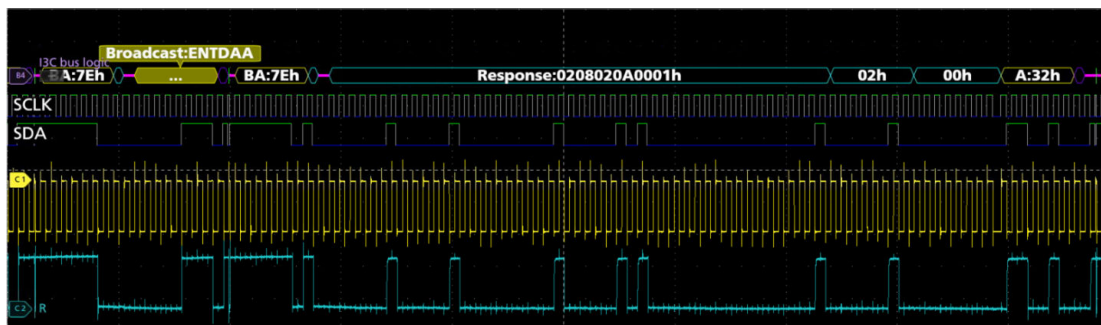 Broadcast:ENTDAA
I3C bus logic
B4 BA:7Eh ... BA:7Eh Response:0208020A0001h 02h 00h A:32h
SCLK
SDA
C1
C2 R